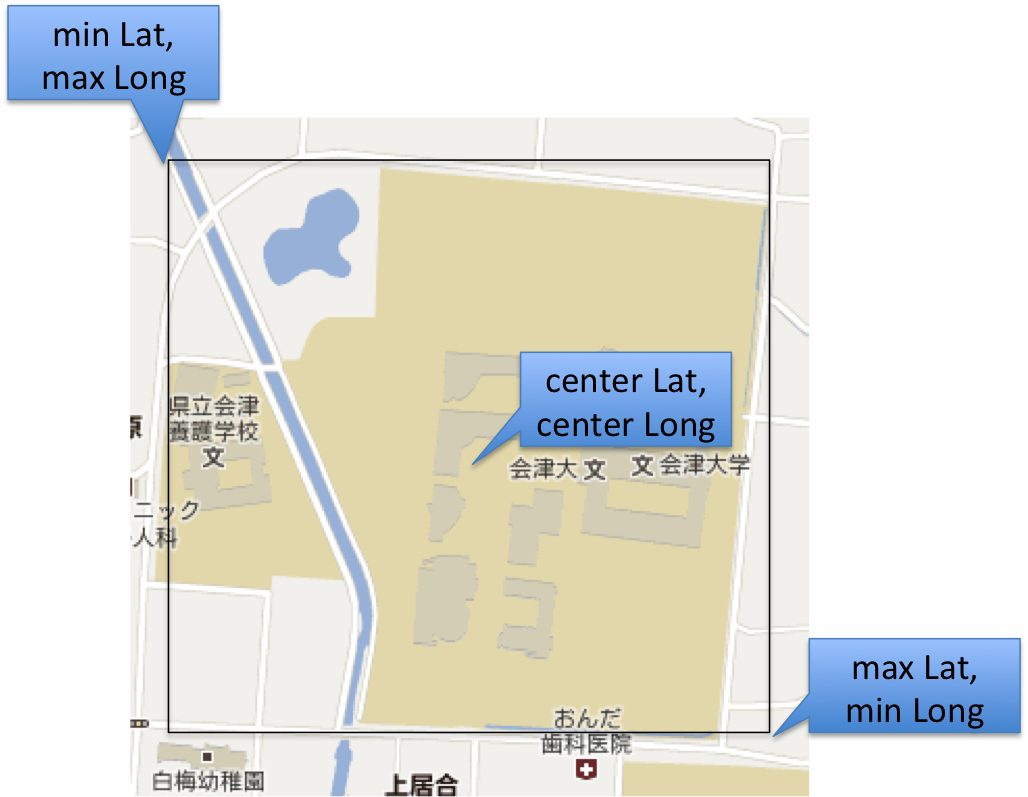 min Lat,
max Long
center Lat,
center Long
県立会津
養護学校
文
原
会津大 文
文 会津大学
ニック
人科
おんだ
歯科医院
白梅幼稚園
上居合
max Lat,
min Long